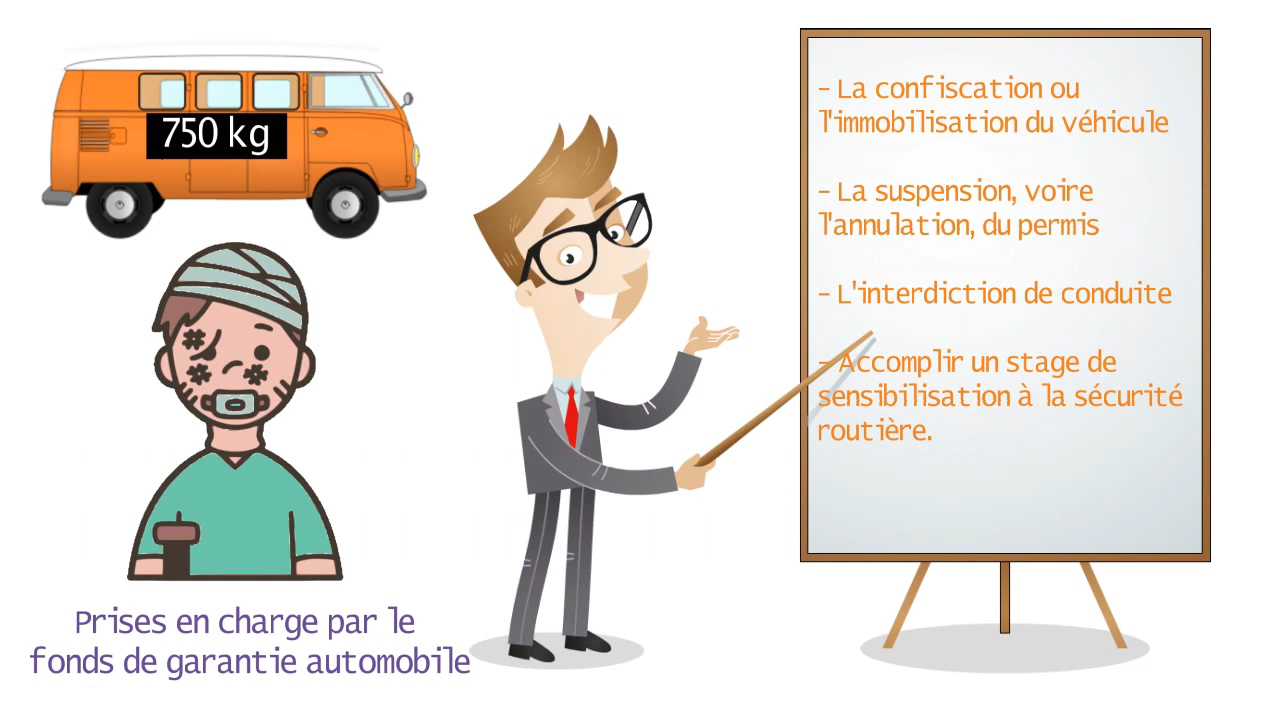 750 kg
Prises en charge par le
fonds de garantie automobile
- La confiscation ou
l'immobilisation du véhicule
- La suspension, voire
l'annulation, du permis
- L'interdiction de conduite
- Accomplir un stage de
sensibilisation à la sécurité
routière.